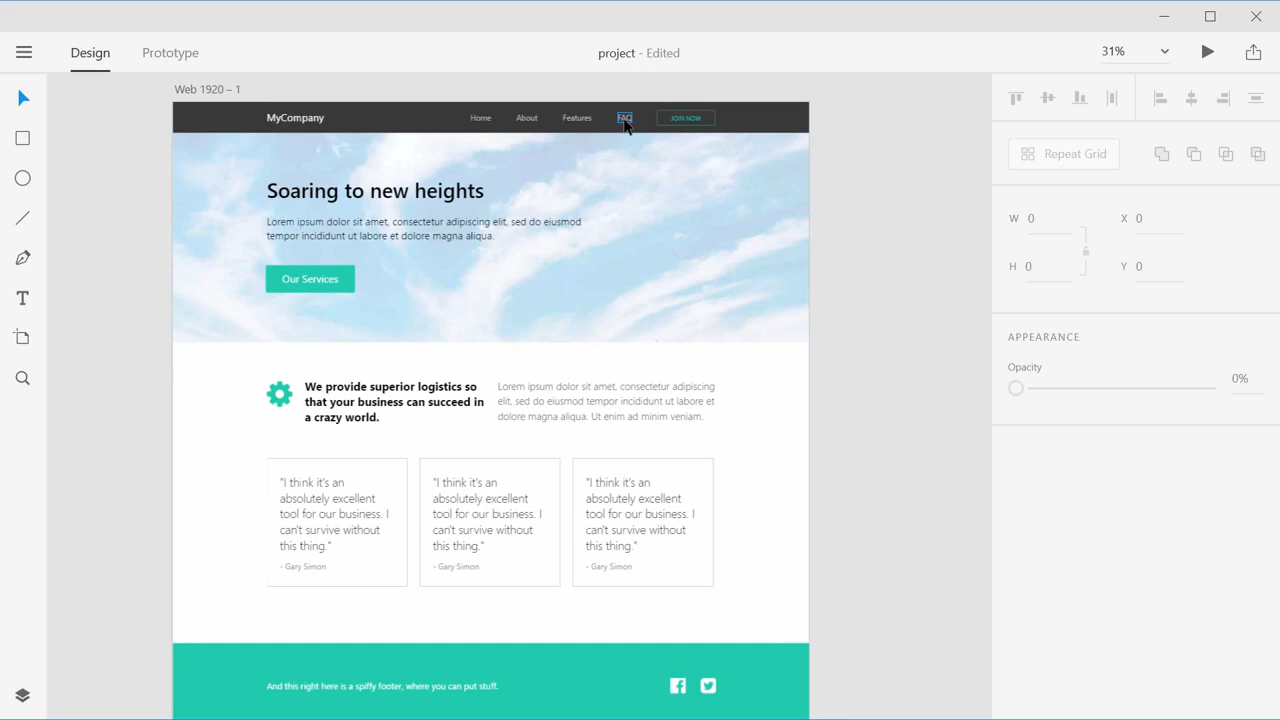 Design
Prototype
project - Edited
31%
Web 1920 – 1
MyCompany
Home
About
Features
FAQ
JOIN NOW
Soaring to new heights
Lorem ipsum dolor sit amet, consectetur adipiscing elit, sed do eiusmod
tempor incididunt ut labore et dolore magna aliqua.
Our Services
We provide superior logistics so
that your business can succeed in
a crazy world.
Lorem ipsum dolor sit amet, consectetur adipiscing
elit, sed do eiusmod tempor incididunt ut labore et
dolore magna aliqua. Ut enim ad minim veniam.
"I think it's an
absolutely excellent
tool for our business. I
can't survive without
this thing."
- Gary Simon
"I think it's an
absolutely excellent
tool for our business. I
can't survive without
this thing."
- Gary Simon
"I think it's an
absolutely excellent
tool for our business. I
can't survive without
this thing."
- Gary Simon
And this right here is a spiffy footer, where you can put stuff.
Repeat Grid
W 0
X 0
H 0
Y 0
APPEARANCE
Opacity
0%